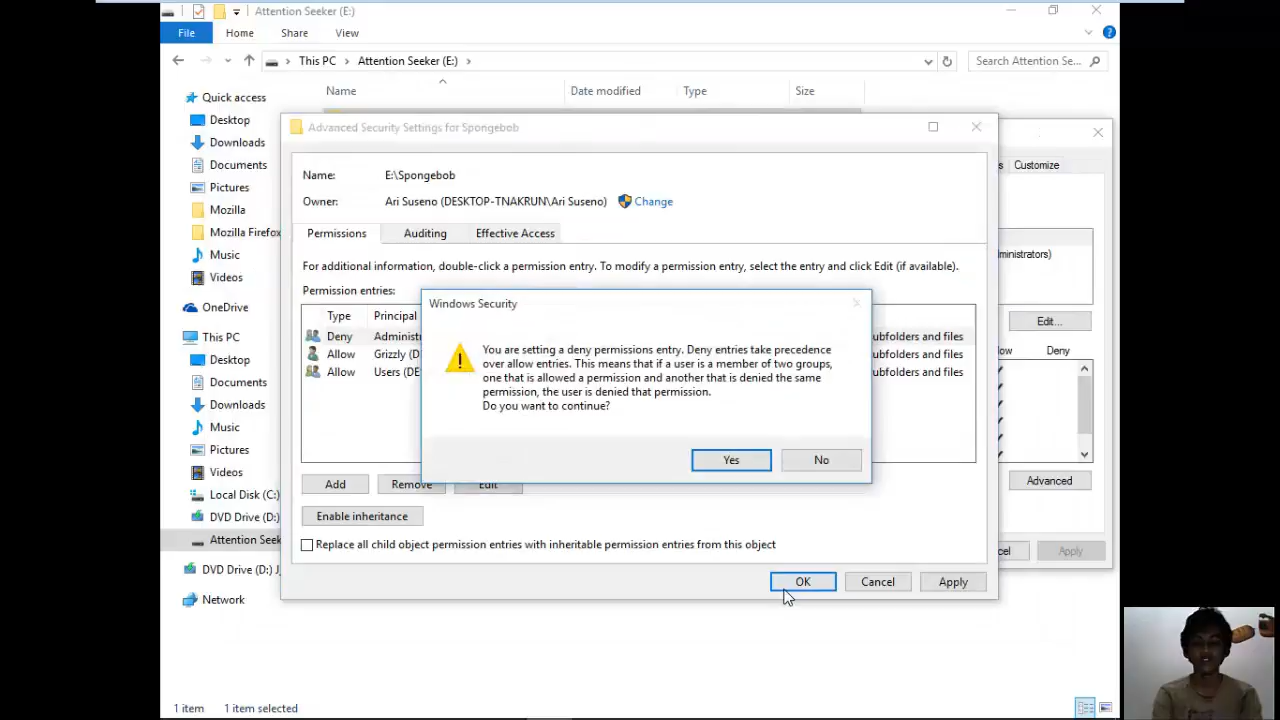 Attention Seeker (E:)
File
Home
Share
View
This PC
Attention Seeker (E:)
Search Attention Se...
Name
Date modified
Type
Size
Quick access
Desktop
Downloads
Documents
Pictures
Mozilla
Mozilla Firefo
Music
Videos
OneDrive
This PC
Desktop
Documents
Downloads
Music
Pictures
Videos
Local Disk (C:)
DVD Drive (D:)
Attention Seek
DVD Drive (D:) J
Network
1 item
1 item selected
Advanced Security Settings for Spongebob
Name:
E:\Spongebob
Owner:
Ari Suseno (DESKTOP-TNAKRUN\Ari Suseno)
Change
Permissions
Auditing
Effective Access
For additional information, double-click a permission entry. To modify a permission entry, select the entry and click Edit (if available).
Permission entries:
Type
Principal
Deny
Administ
ubfolders and files
Allow
Grizzly (D
ubfolders and files
Allow
Users (DE
ubfolders and files
Add
Remove
Edit
Enable inheritance
Replace all child object permission entries with inheritable permission entries from this object
OK
Cancel
Apply
Windows Security
You are setting a deny permissions entry. Deny entries take precedence
over allow entries. This means that if a user is a member of two groups,
one that is allowed a permission and another that is denied the same
permission, the user is denied that permission.
Do you want to continue?
Yes
No
s
Customize
ministrators)
Edit...
ow
Deny
Advanced
cel
Apply